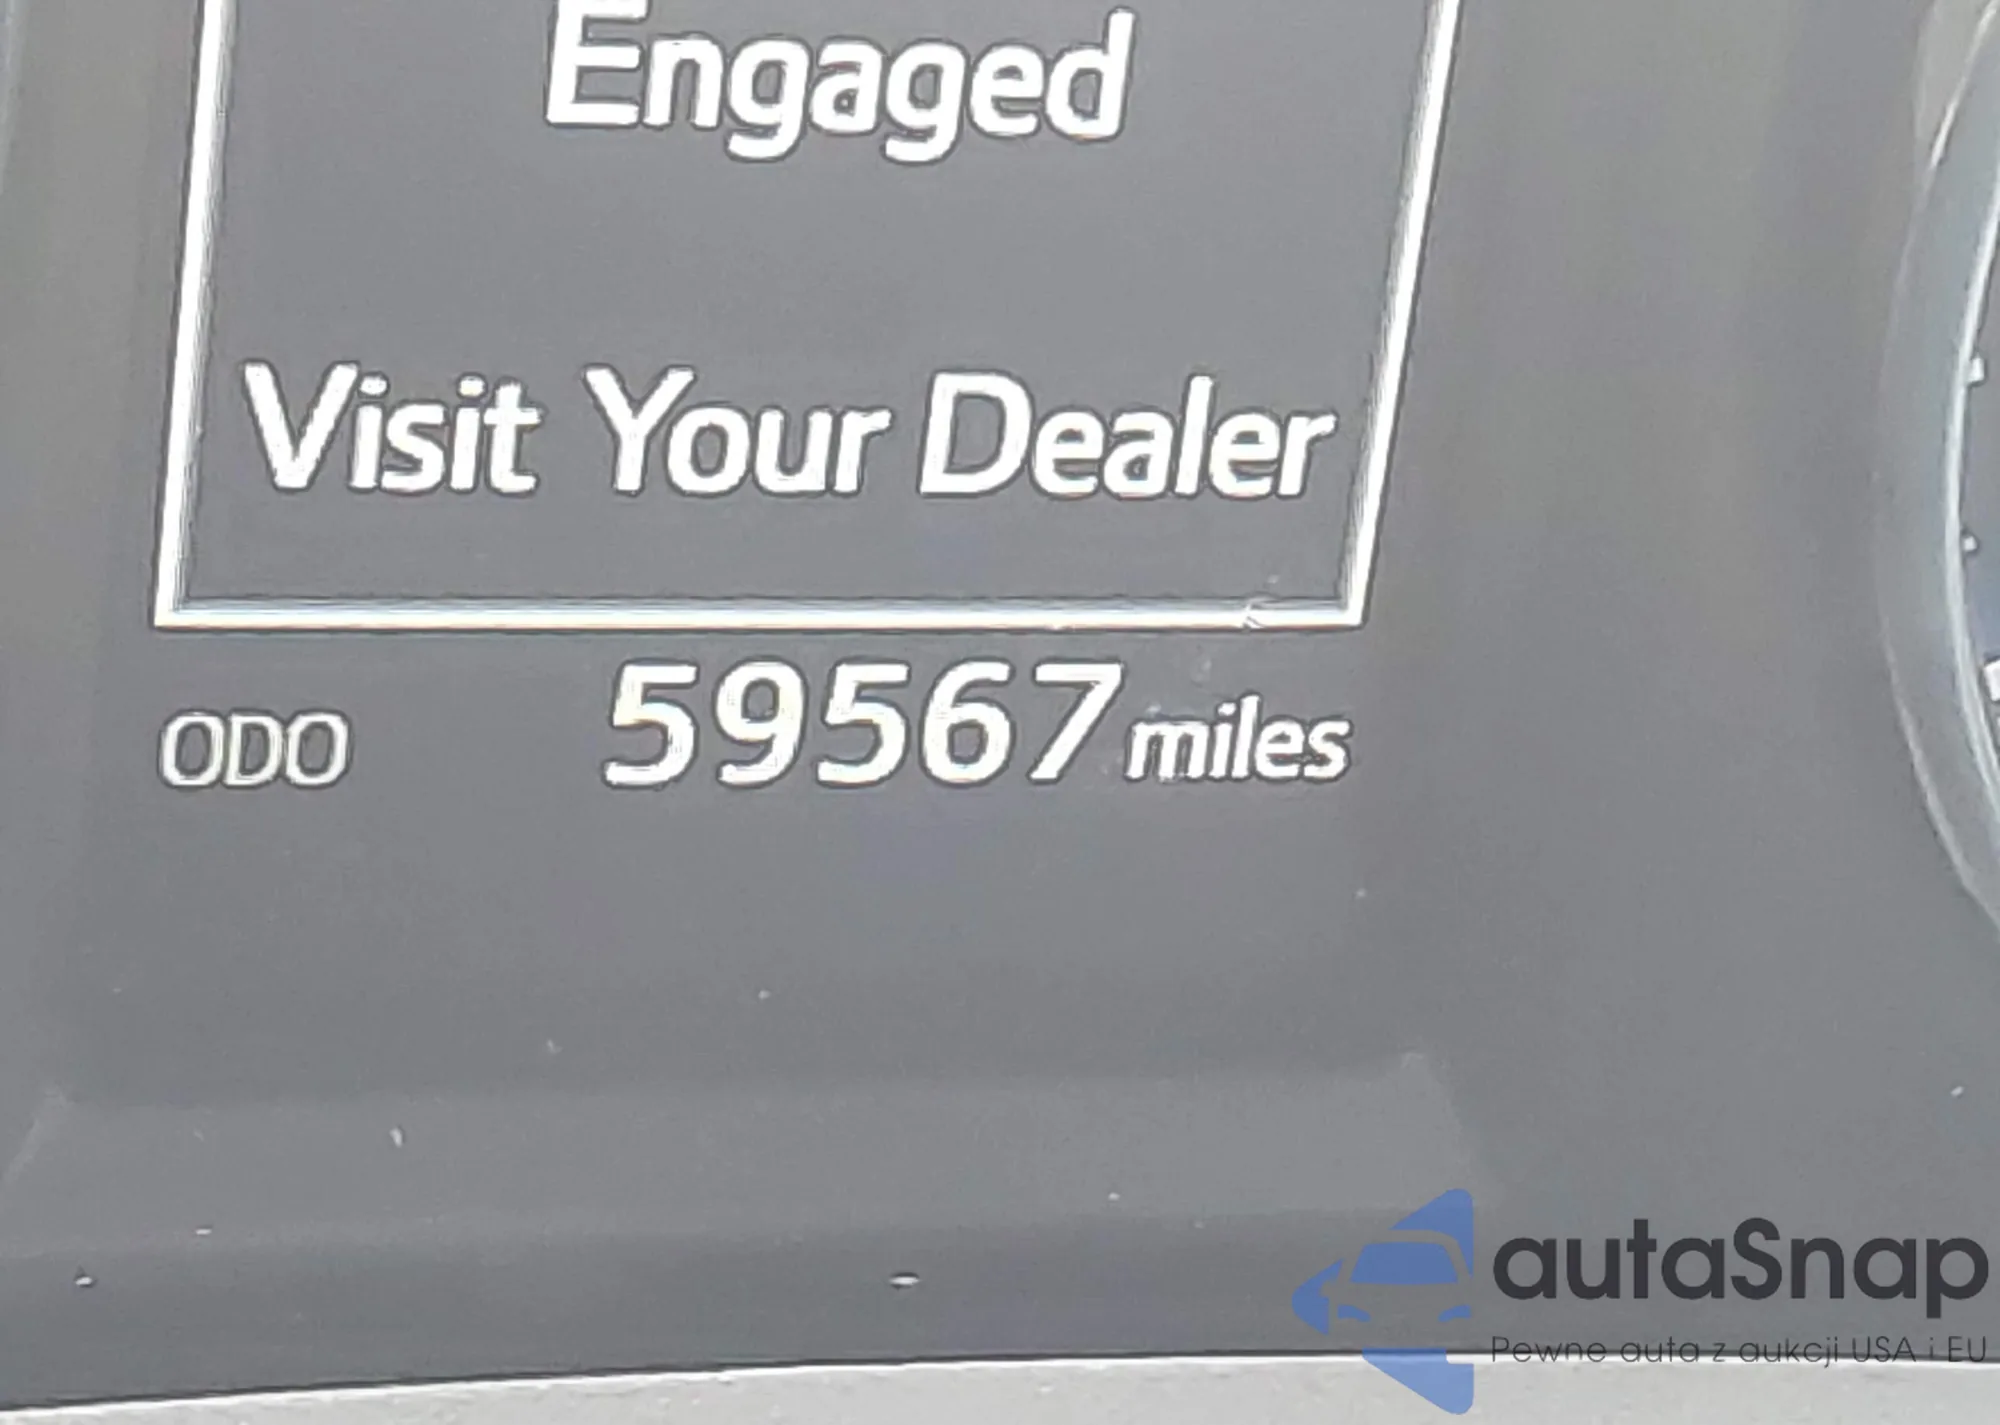 Engaged
Visit Your Dealer
ODO 59567 miles
autaSnap
Pewne auta z aukcji USA i EU